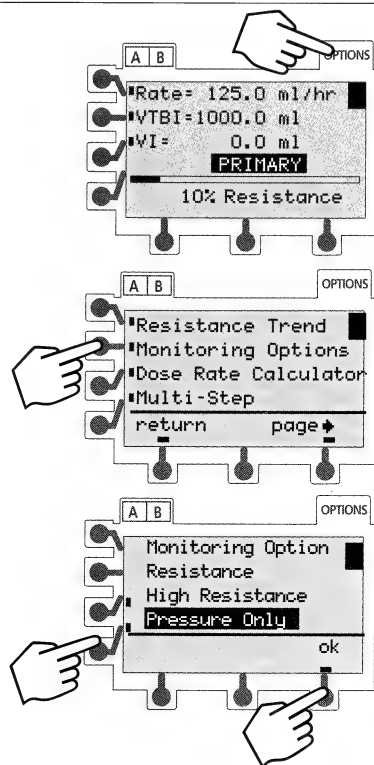 A B
OPTIONS
Rate= 125.0 ml/hr
VTBI=1000.0 ml
VI= 0.0 ml
PRIMARY
10% Resistance
A B
OPTIONS
Resistance Trend
Monitoring Options
Dose Rate Calculator
Multi-Step
return page
A B
OPTIONS
Monitoring Option
Resistance
High Resistance
Pressure Only
ok